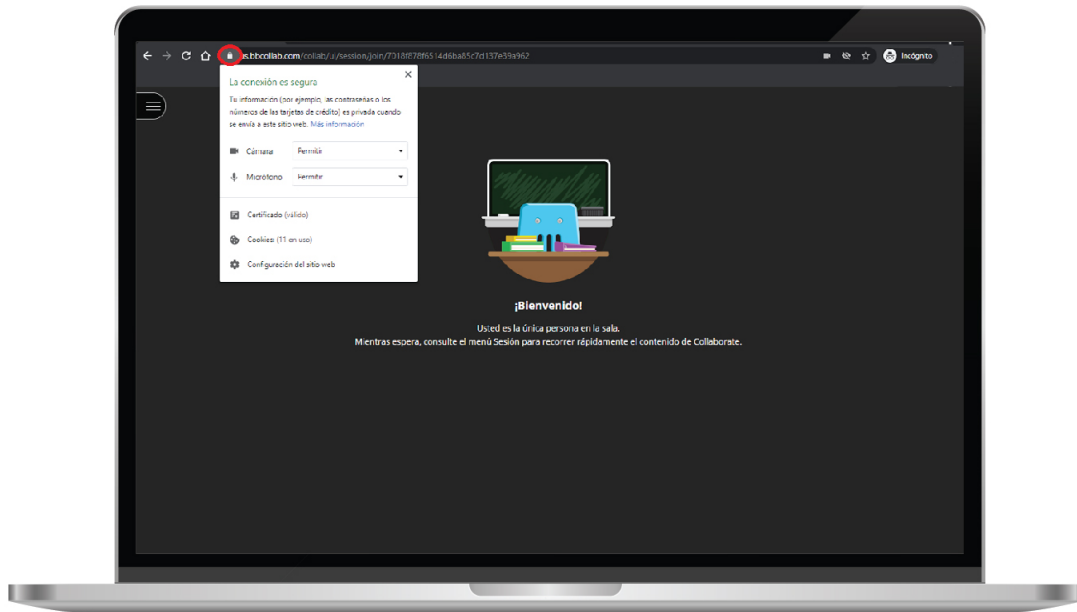 us.bbcollab.com/collab/ui/session/join/
Incógnito
La conexión es segura
Tu información (por ejemplo, las contraseñas o los
números de las tarjetas de crédito) es privada cuando
se envía a este sitio web. Más información
Cámara Permitir
Micrófono Permitir
Certificado (válido)
Cookies (11 en uso)
Configuración del sitio web
¡Bienvenido!
Usted es la única persona en la sala.
Mientras espera, consulte el menú Sesión para recorrer rápidamente el contenido de Collaborate.